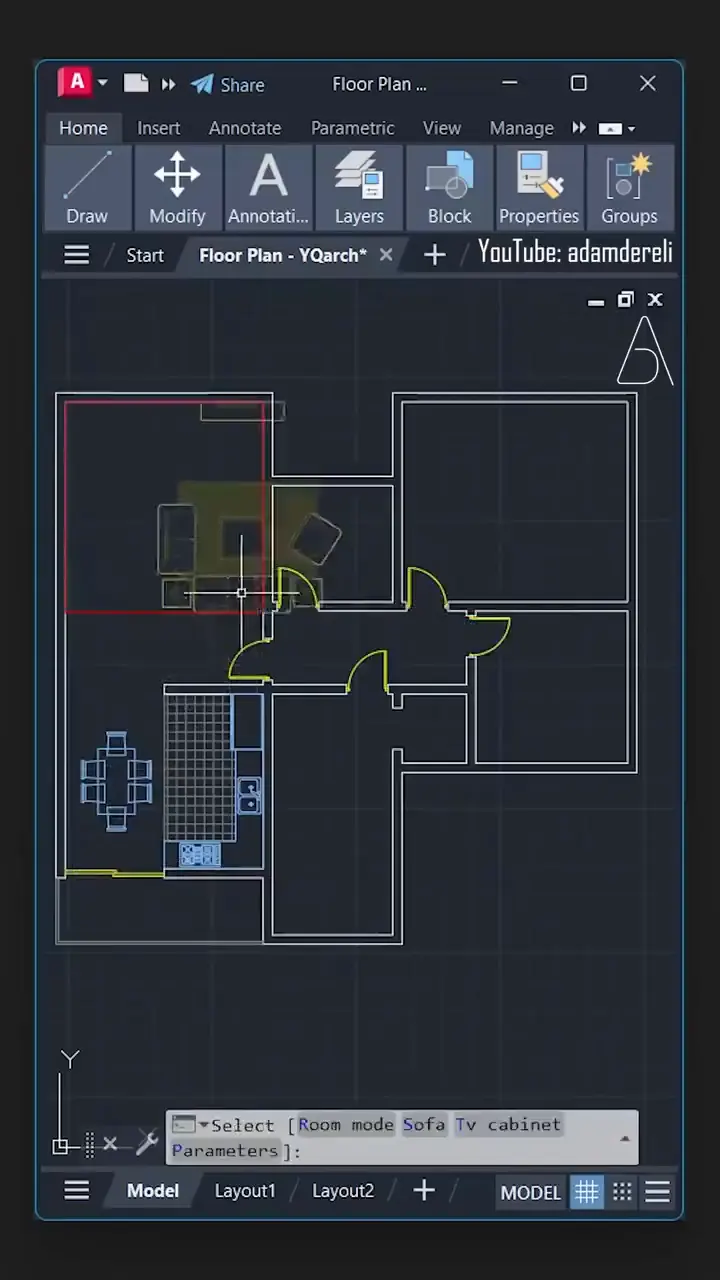 A
Share
Floor Plan ...
Home Insert Annotate Parametric View Manage
Draw Modify Annotati... Layers Block Properties Groups
Start Floor Plan - YQarch* YouTube: adamdereli
Y
Select [Room mode Sofa Tv cabinet
Parameters]:
Model Layout1 Layout2 MODEL